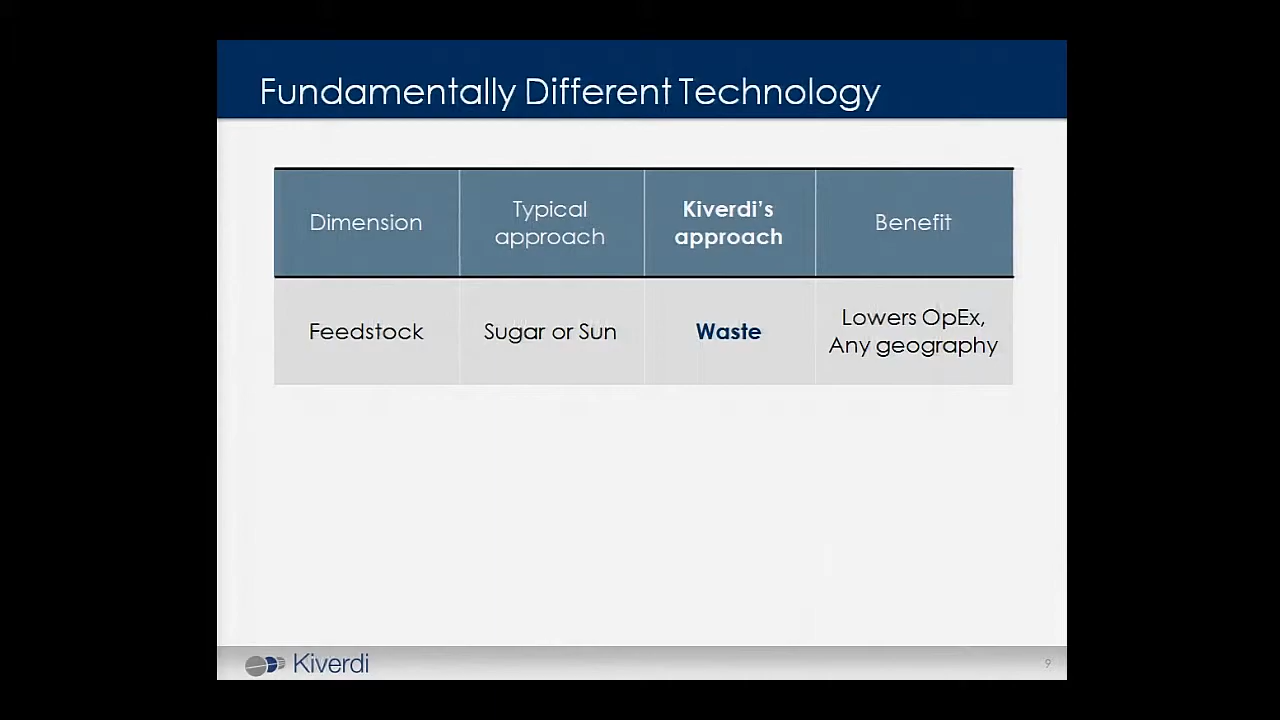 Fundamentally Different Technology
Dimension
Typical
approach
Kiverdi's
approach
Benefit
Feedstock
Sugar or Sun
Waste
Lowers OpEx,
Any geography
Kiverdi
9